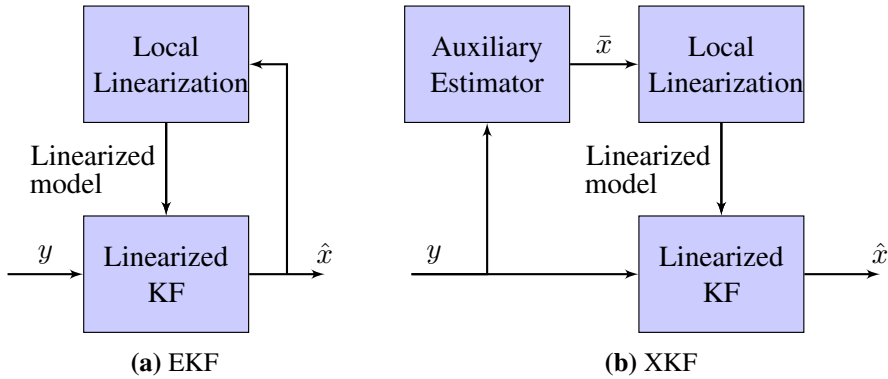 Local
Linearization
Linearized
model
y
Linearized
KF
x̂
(a) EKF
Auxiliary
Estimator
x̄
Local
Linearization
Linearized
model
y
Linearized
KF
x̂
(b) XKF